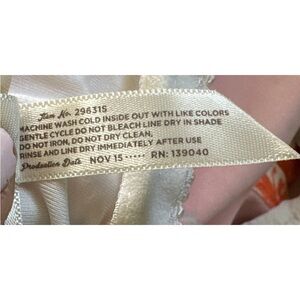 Item No. 29631S
MACHINE WASH COLD INSIDE OUT WITH LIKE COLORS
GENTLE CYCLE DO NOT BLEACH LINE DRY IN SHADE
DO NOT IRON, DO NOT DRY CLEAN,
RINSE AND LINE DRY IMMEDIATELY AFTER USE
Production Date NOV 15 ····· RN: 139040